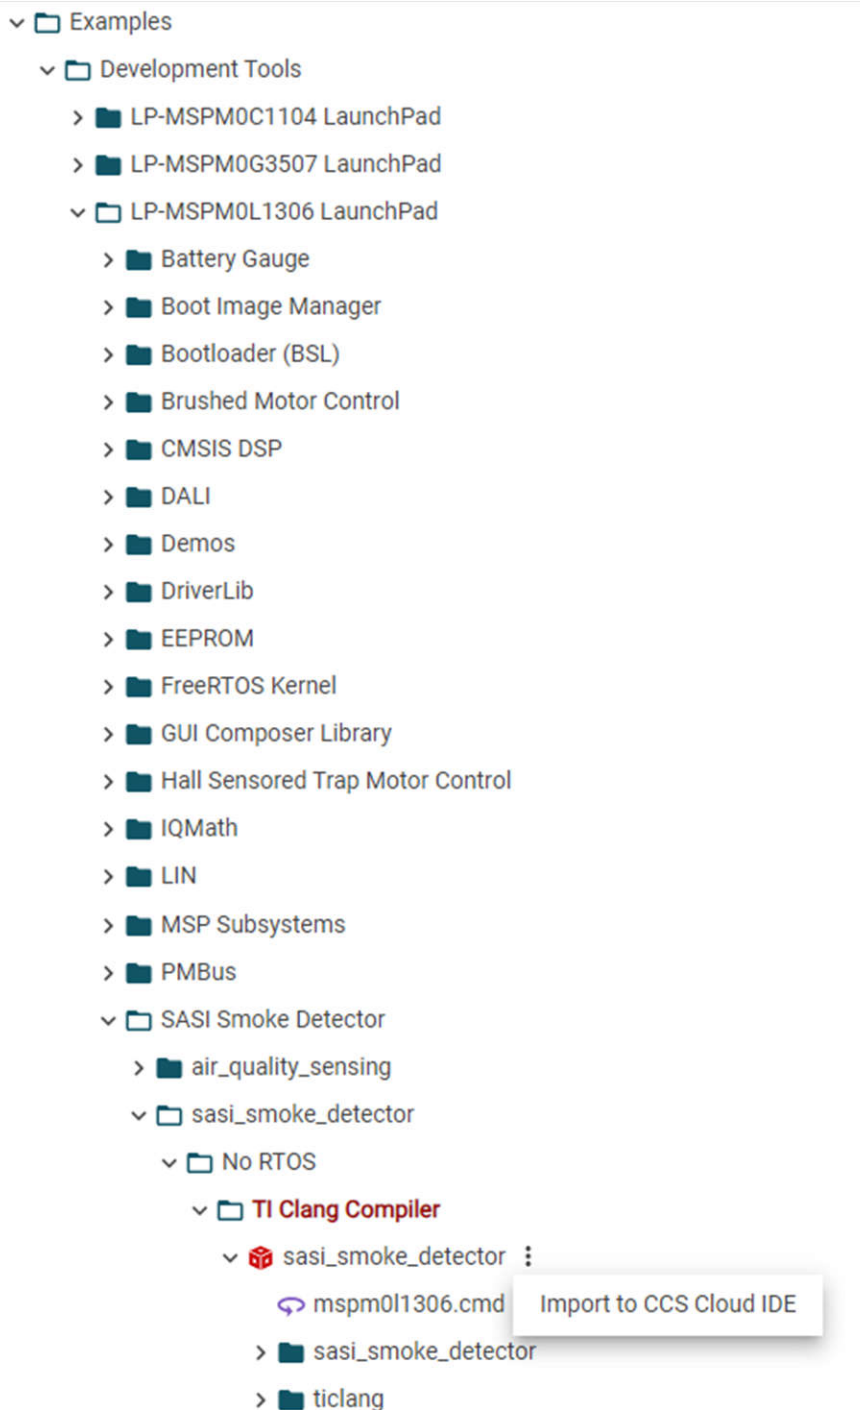 Examples
Development Tools
LP-MSPM0C1104 LaunchPad
LP-MSPM0G3507 LaunchPad
LP-MSPM0L1306 LaunchPad
Battery Gauge
Boot Image Manager
Bootloader (BSL)
Brushed Motor Control
CMSIS DSP
DALI
Demos
DriverLib
EEPROM
FreeRTOS Kernel
GUI Composer Library
Hall Sensored Trap Motor Control
IQMath
LIN
MSP Subsystems
PMBus
SASI Smoke Detector
air_quality_sensing
sasi_smoke_detector
No RTOS
TI Clang Compiler
sasi_smoke_detector
mspm0l1306.cmd Import to CCS Cloud IDE
sasi_smoke_detector
ticlang